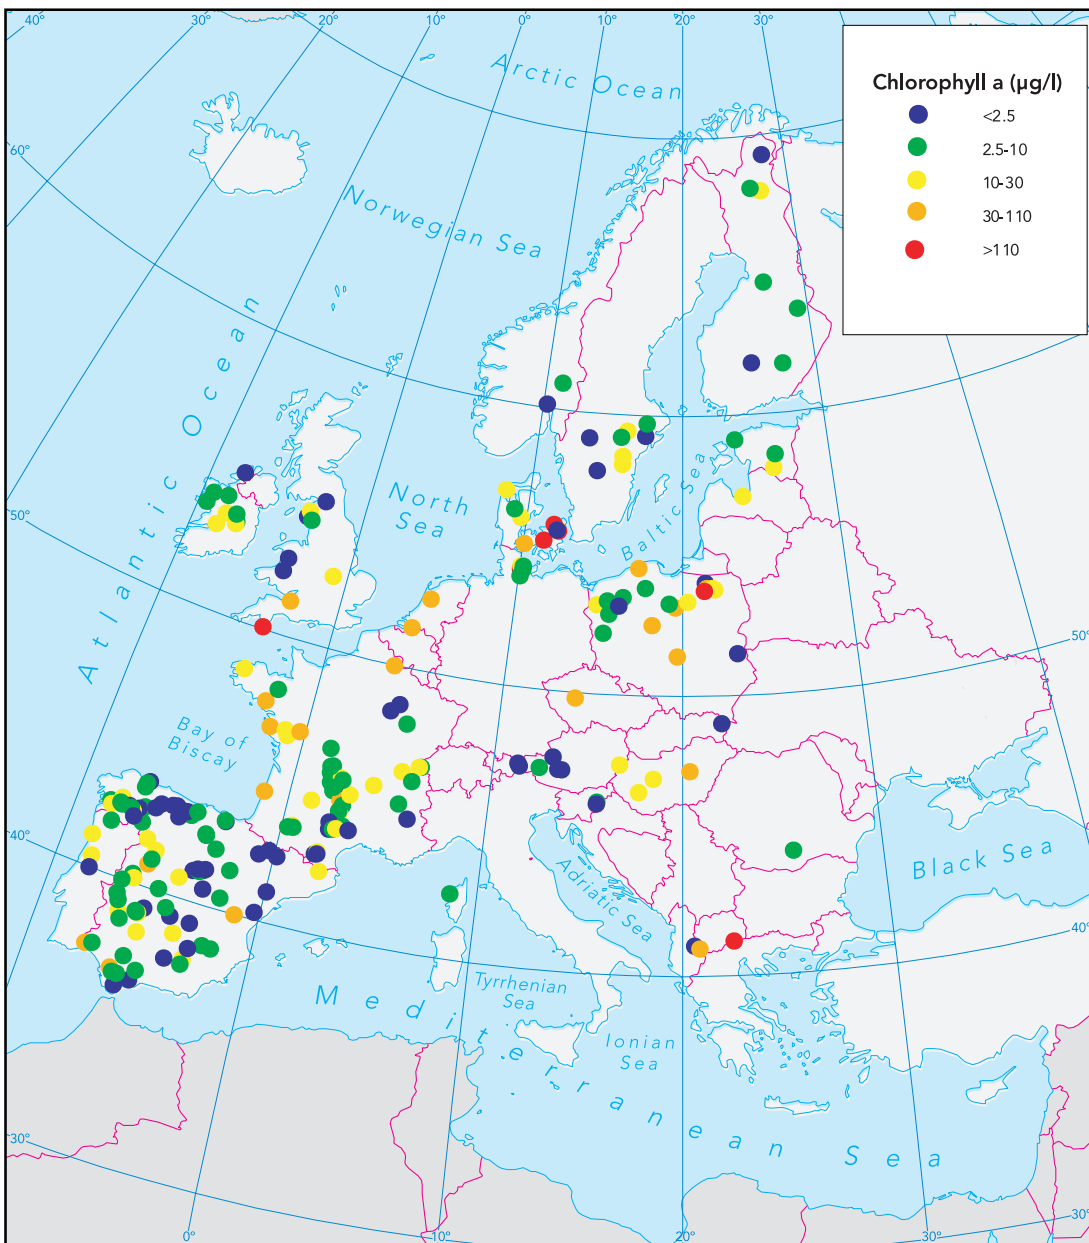 40°
30°
20°
10°
0°
10°
20°
30°
Arctic Ocean
Chlorophyll a (µg/l)
<2.5
2.5-10
10-30
30-110
>110
60°
Norwegian Sea
Atlantic Ocean
North
Sea
Baltic Sea
50°
50°
Bay of
Biscay
40°
Black Sea
Adriatic Sea
40°
Tyrrhenian
Sea
Mediterranean Sea
Ionian
Sea
30°
30°
0°
10°
20°
30°